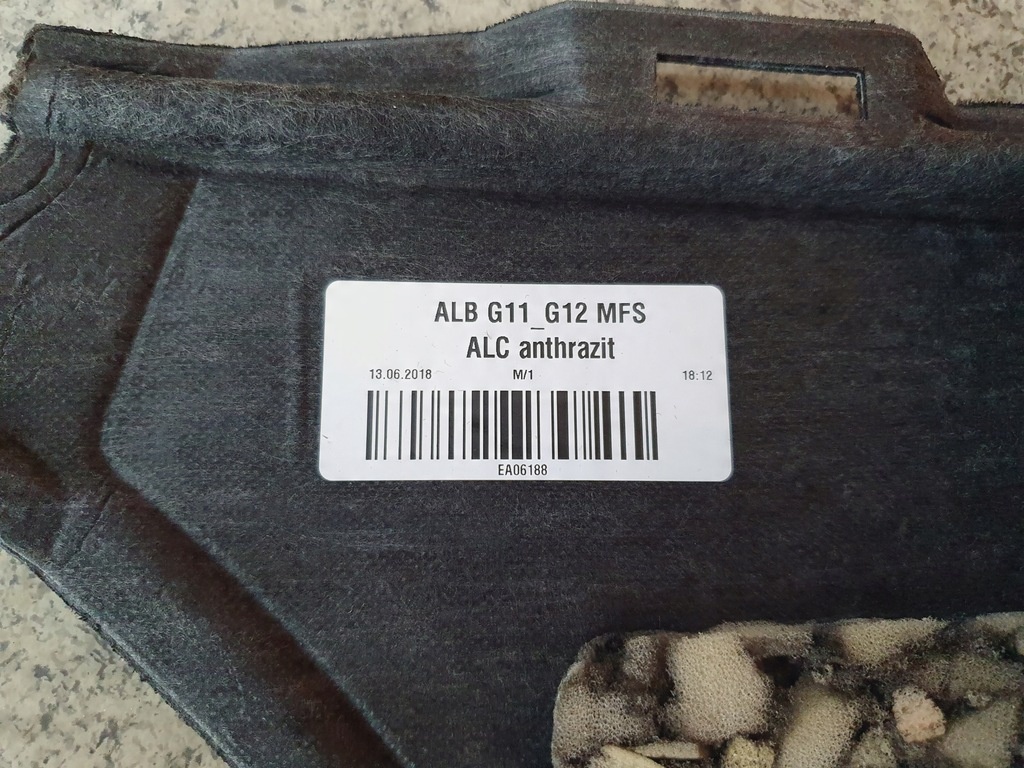 ALB G11_G12 MFS
ALC anthrazit
13.06.2018 M/1 18:12
EA06188